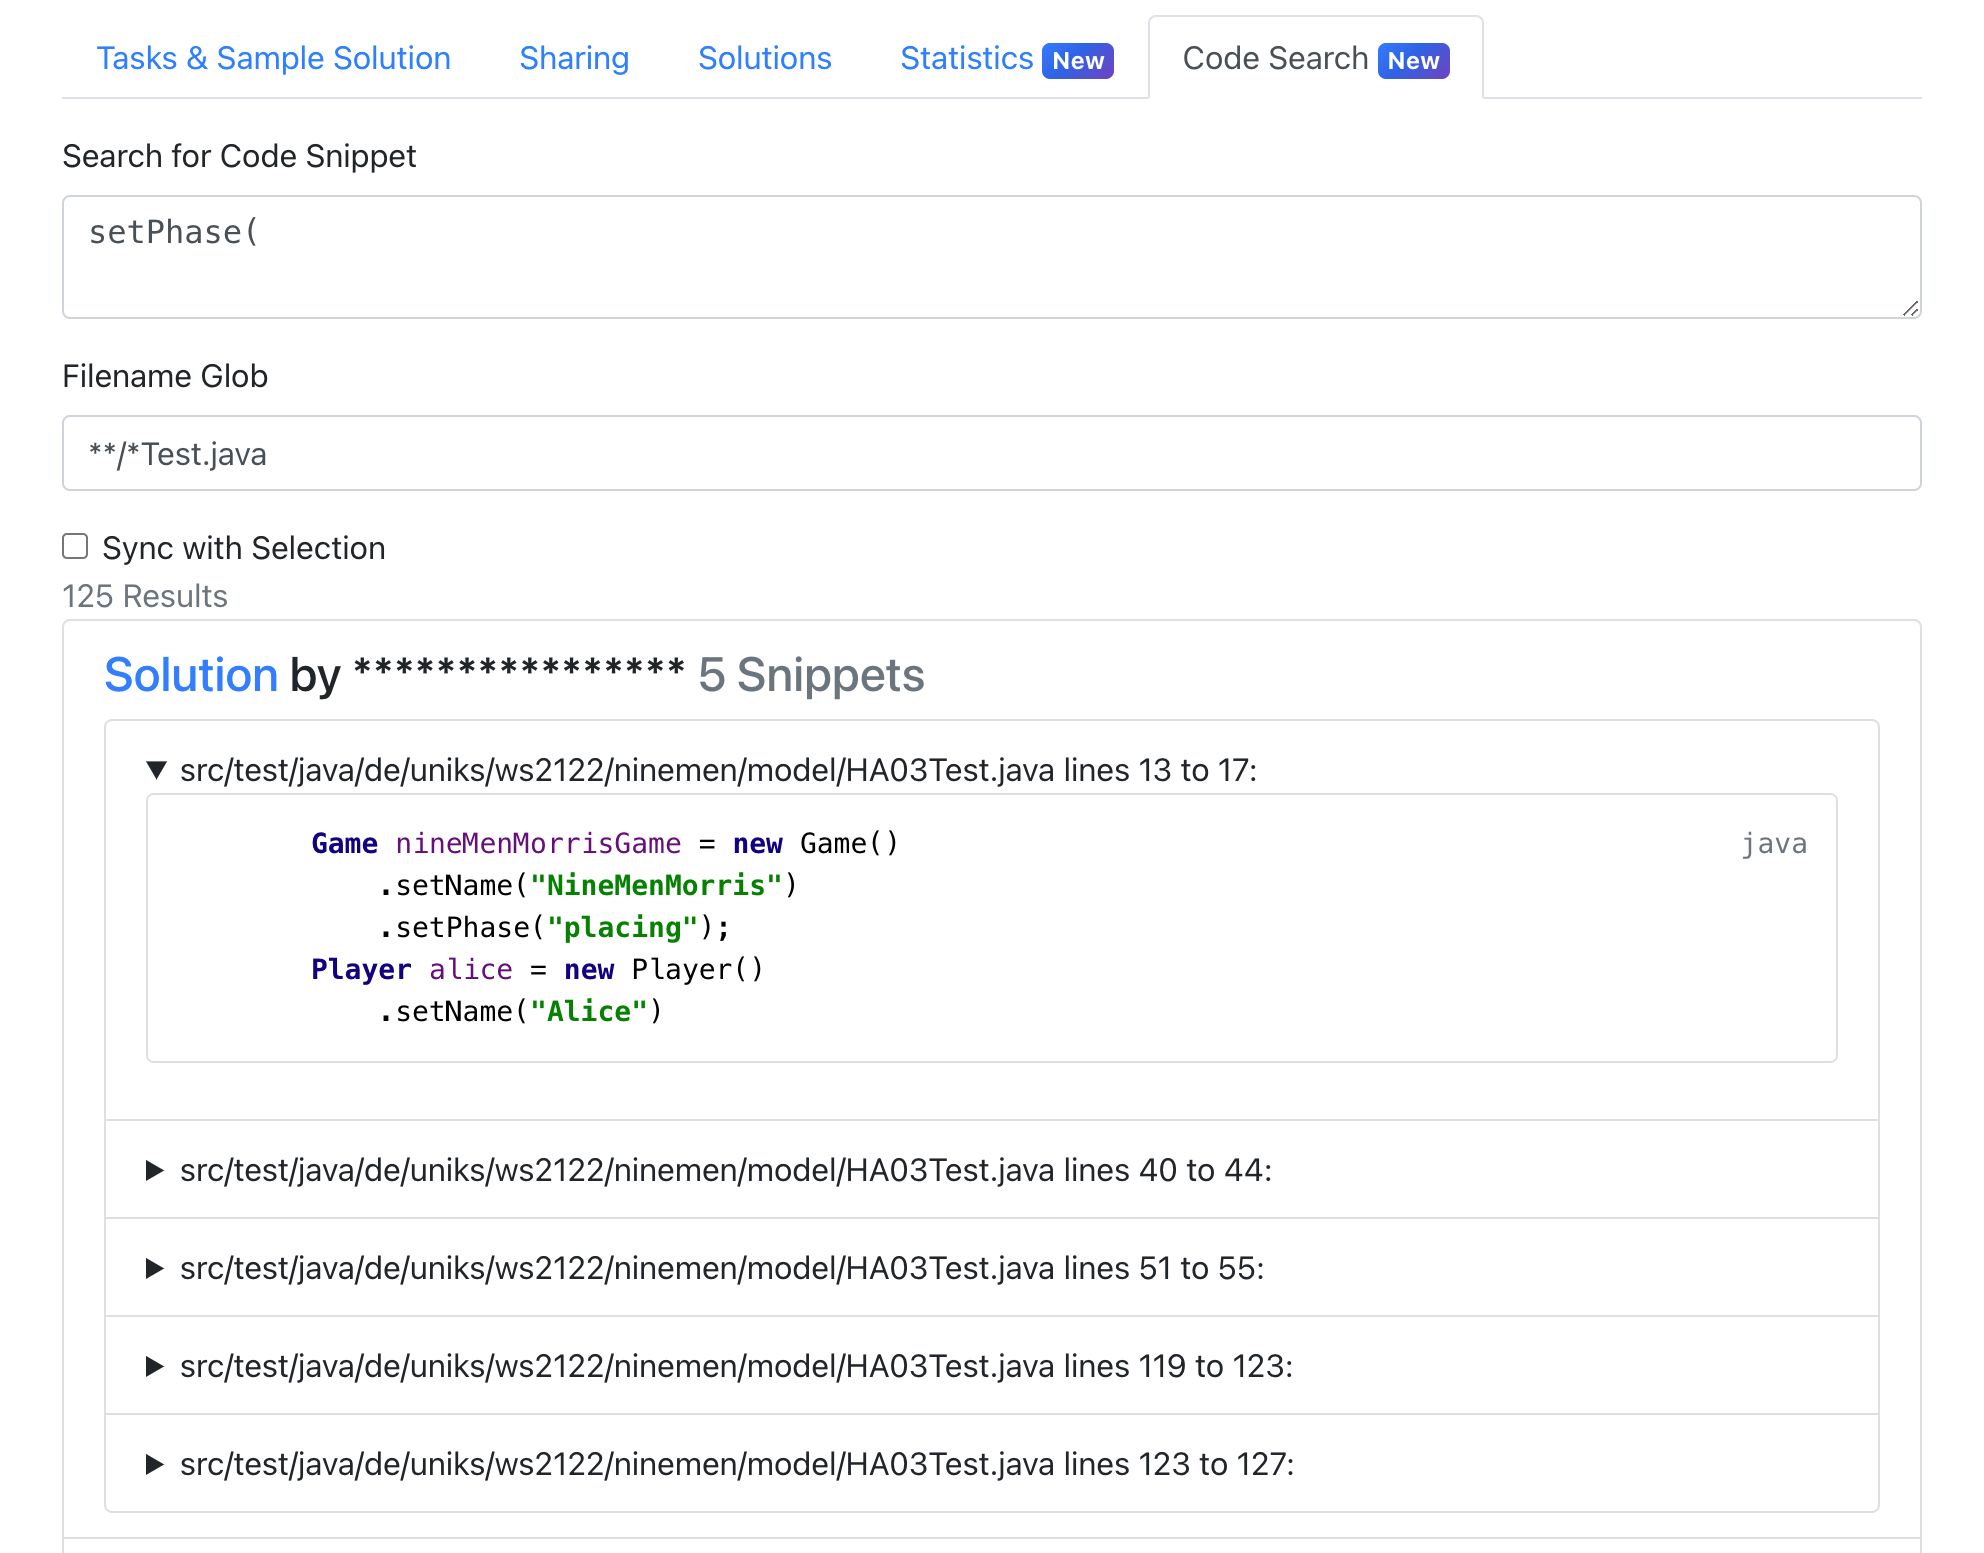 Tasks & Sample Solution Sharing Solutions Statistics New Code Search New
Search for Code Snippet
setPhase(
Filename Glob
**/*Test.java
Sync with Selection
125 Results
Solution by **************** 5 Snippets
▼ src/test/java/de/uniks/ws2122/ninemen/model/HA03Test.java lines 13 to 17:
Game nineMenMorrisGame = new Game() java
.setName("NineMenMorris")
.setPhase("placing");
Player alice = new Player()
.setName("Alice")
▶ src/test/java/de/uniks/ws2122/ninemen/model/HA03Test.java lines 40 to 44:
▶ src/test/java/de/uniks/ws2122/ninemen/model/HA03Test.java lines 51 to 55:
▶ src/test/java/de/uniks/ws2122/ninemen/model/HA03Test.java lines 119 to 123:
▶ src/test/java/de/uniks/ws2122/ninemen/model/HA03Test.java lines 123 to 127: